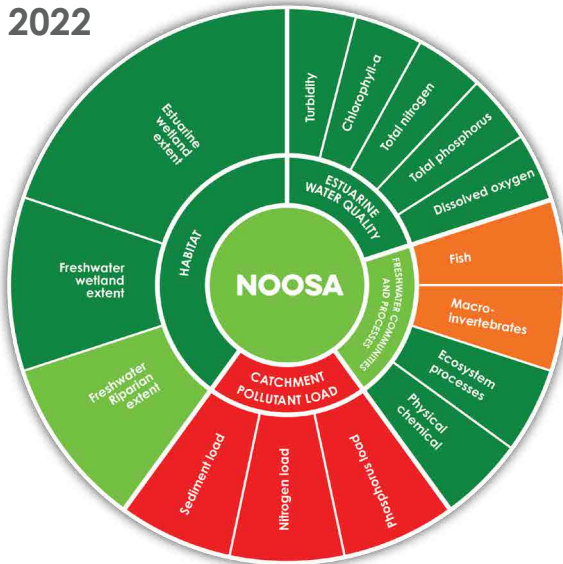 2022
Estuarine
wetland
extent
Turbidity
Chlorophyll-a
Total nitrogen
Total phosphorus
Dissolved oxygen
ESTUARINE
WATER QUALITY
HABITAT
NOOSA
Freshwater
wetland
extent
Freshwater
Riparian
extent
FRESHWATER COMMUNITIES
AND PROCESSES
Fish
Macro-
Invertebrates
Ecosystem
processes
Physical
chemical
CATCHMENT
POLLUTANT LOAD
Sediment load
Nitrogen load
Phosphorus load